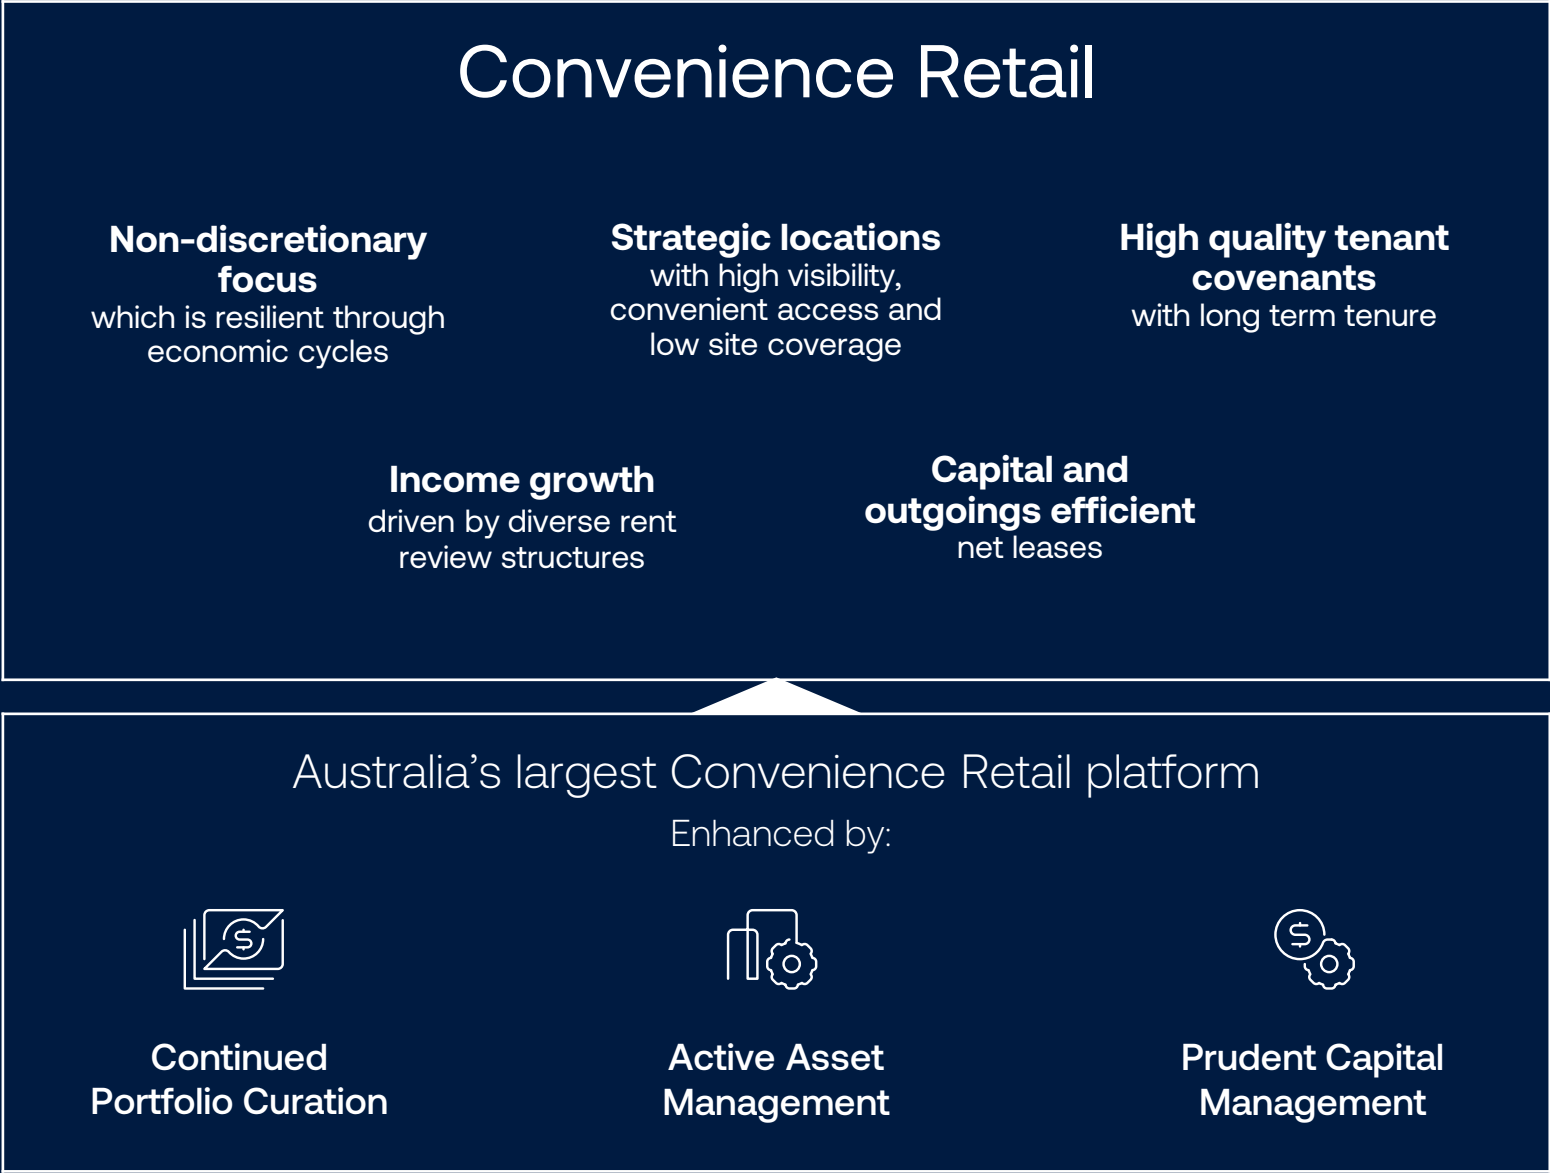 Convenience Retail
Non-discretionary
focus
which is resilient through
economic cycles
Strategic locations
with high visibility,
convenient access and
low site coverage
High quality tenant
covenants
with long term tenure
Income growth
driven by diverse rent
review structures
Capital and
outgoings efficient
net leases
Australia’s largest Convenience Retail platform
Enhanced by:
$
$
Continued
Portfolio Curation
Active Asset
Management
Prudent Capital
Management